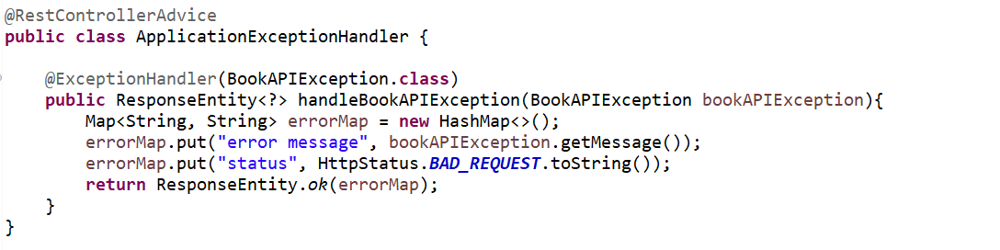 @RestControllerAdvice
public class ApplicationExceptionHandler {
@ExceptionHandler(BookAPIException.class)
public ResponseEntity<?> handleBookAPIException(BookAPIException bookAPIException){
Map<String, String> errorMap = new HashMap<>();
errorMap.put("error message", bookAPIException.getMessage());
errorMap.put("status", HttpStatus.BAD_REQUEST.toString());
return ResponseEntity.ok(errorMap);
}
}